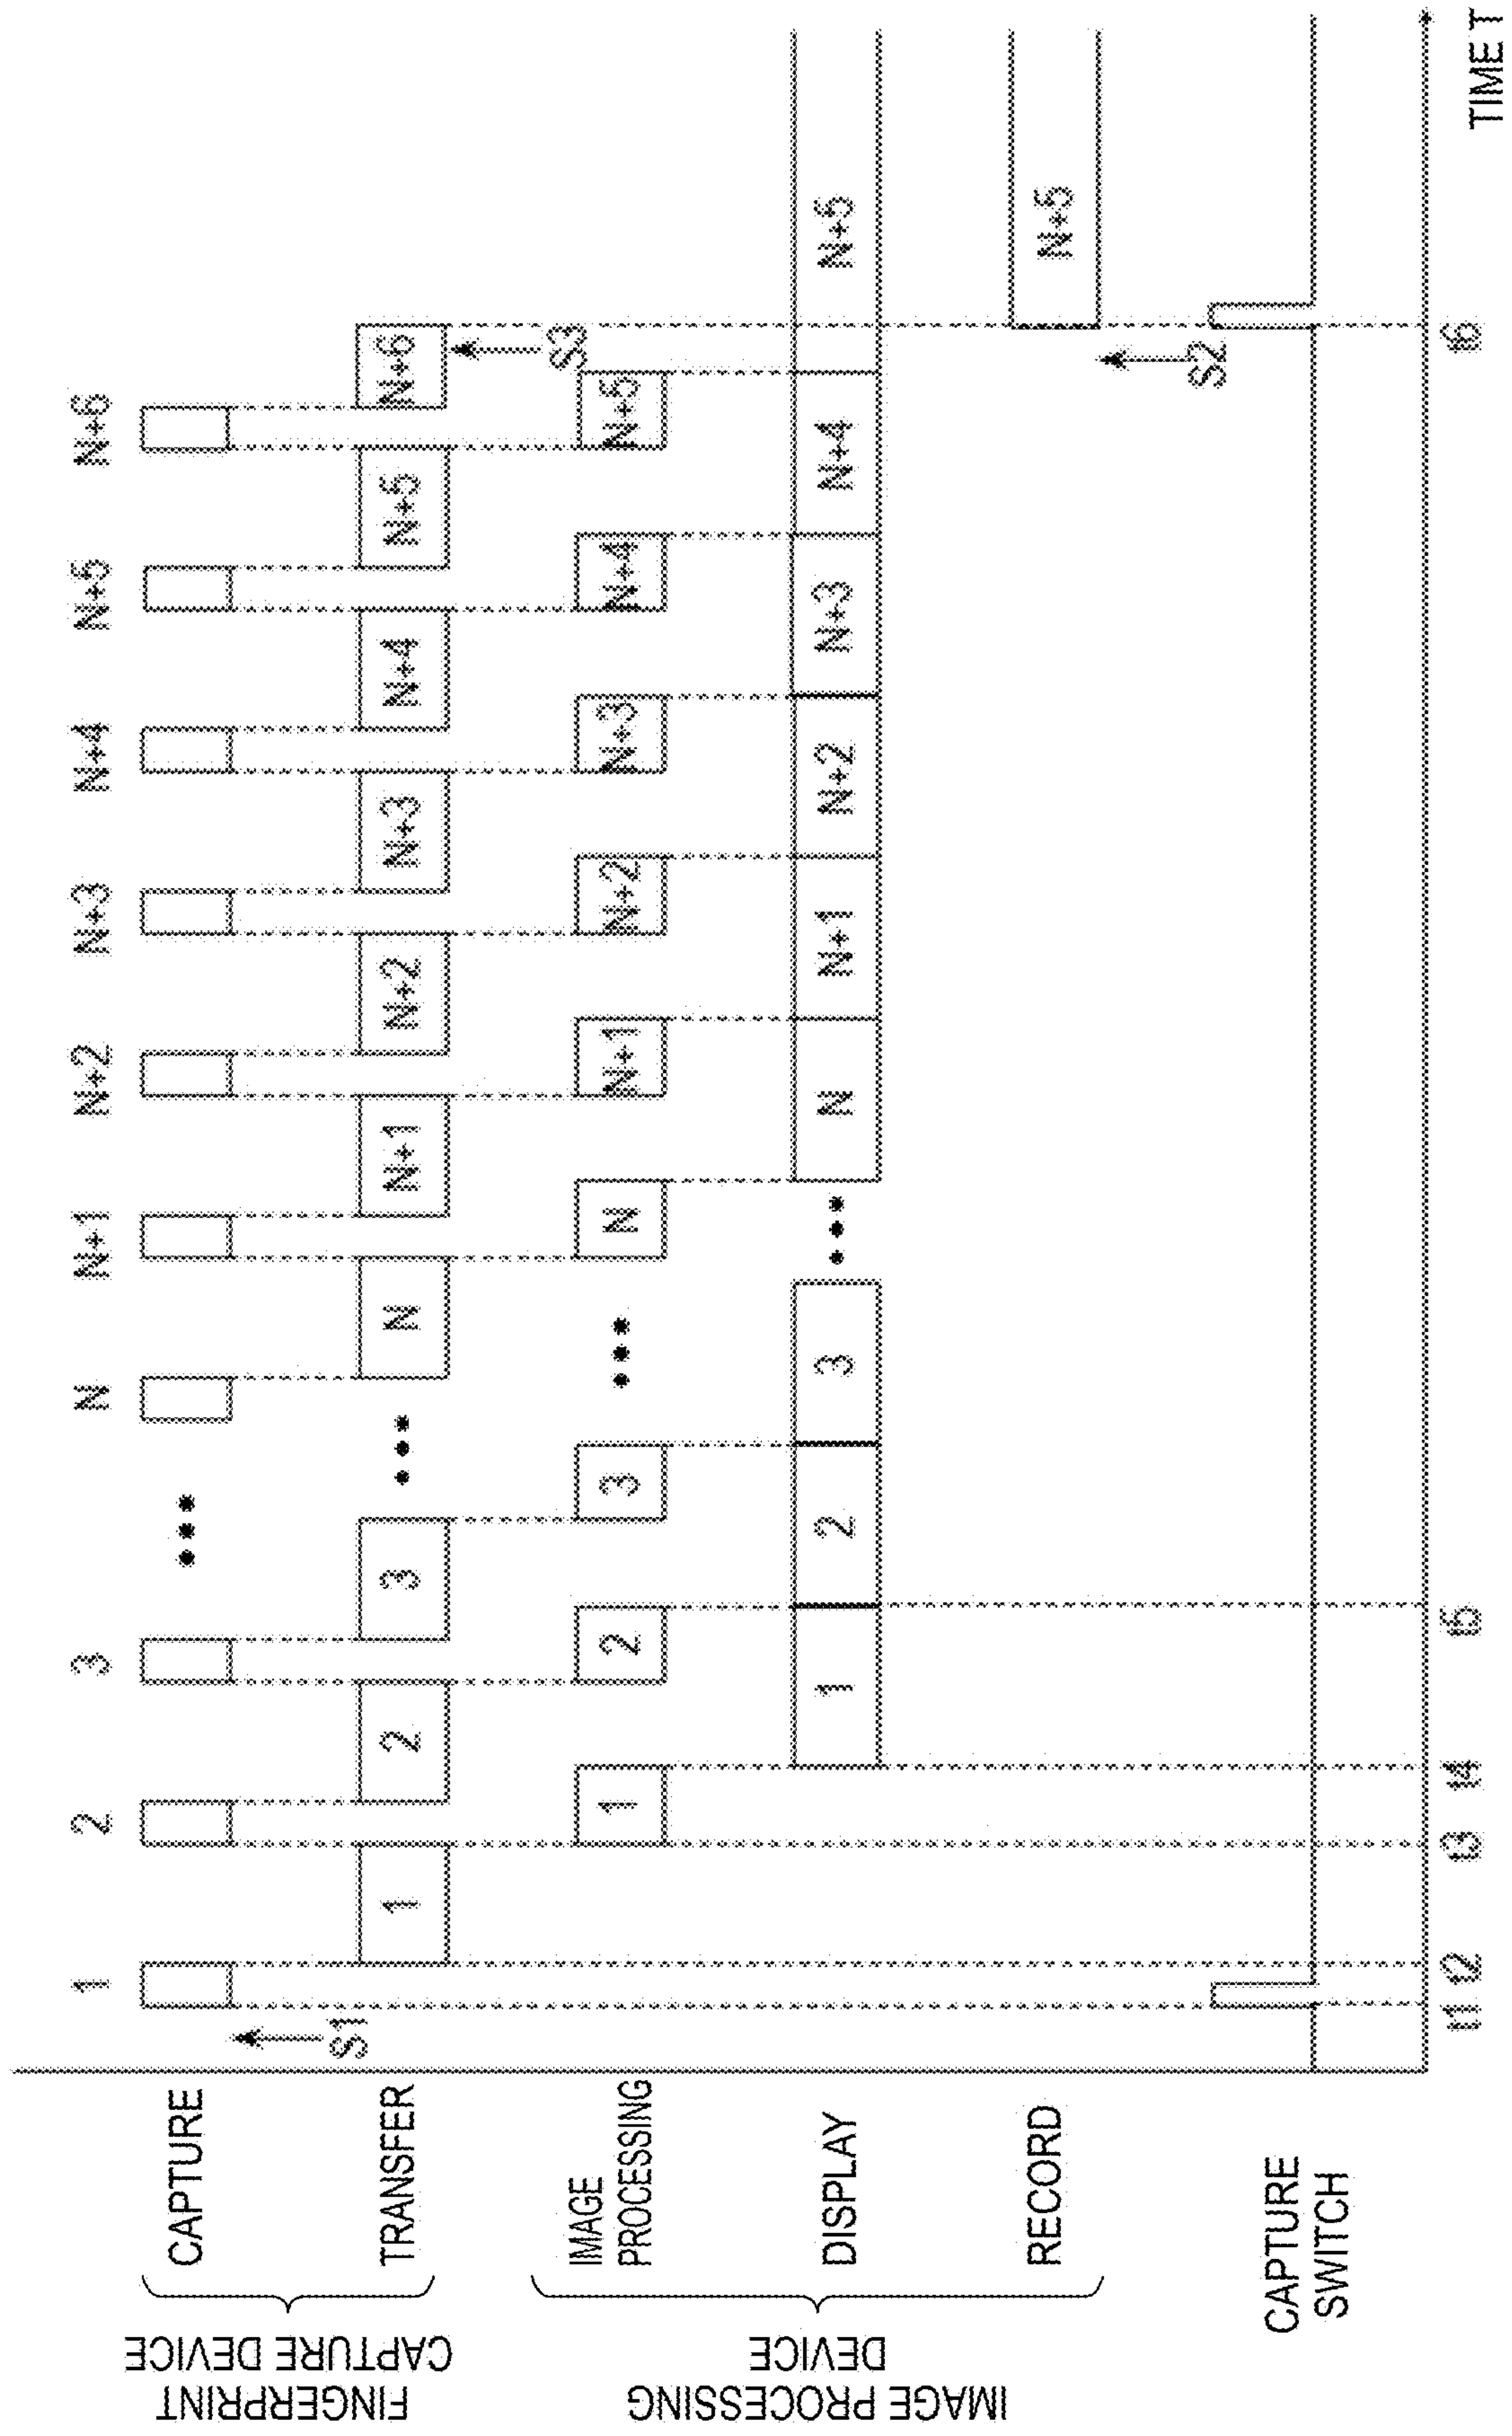 1 2 3 ••• N N+1 N+2 N+3 N+4 N+5 N+6
FINGERPRINT
CAPTURE DEVICE
CAPTURE
S1
TRANSFER
1 2 3 ••• N N+1 N+2 N+3 N+4 N+5 N+6
S3
IMAGE PROCESSING
DEVICE
IMAGE
PROCESSING
1 2 3 ••• N N+1 N+2 N+3 N+4 N+5
DISPLAY
1 2 3 ••• N N+1 N+2 N+3 N+4 N+5
RECORD
N+5
S2
CAPTURE
SWITCH
t1 t2 t3 t4 t5 t6
TIME T